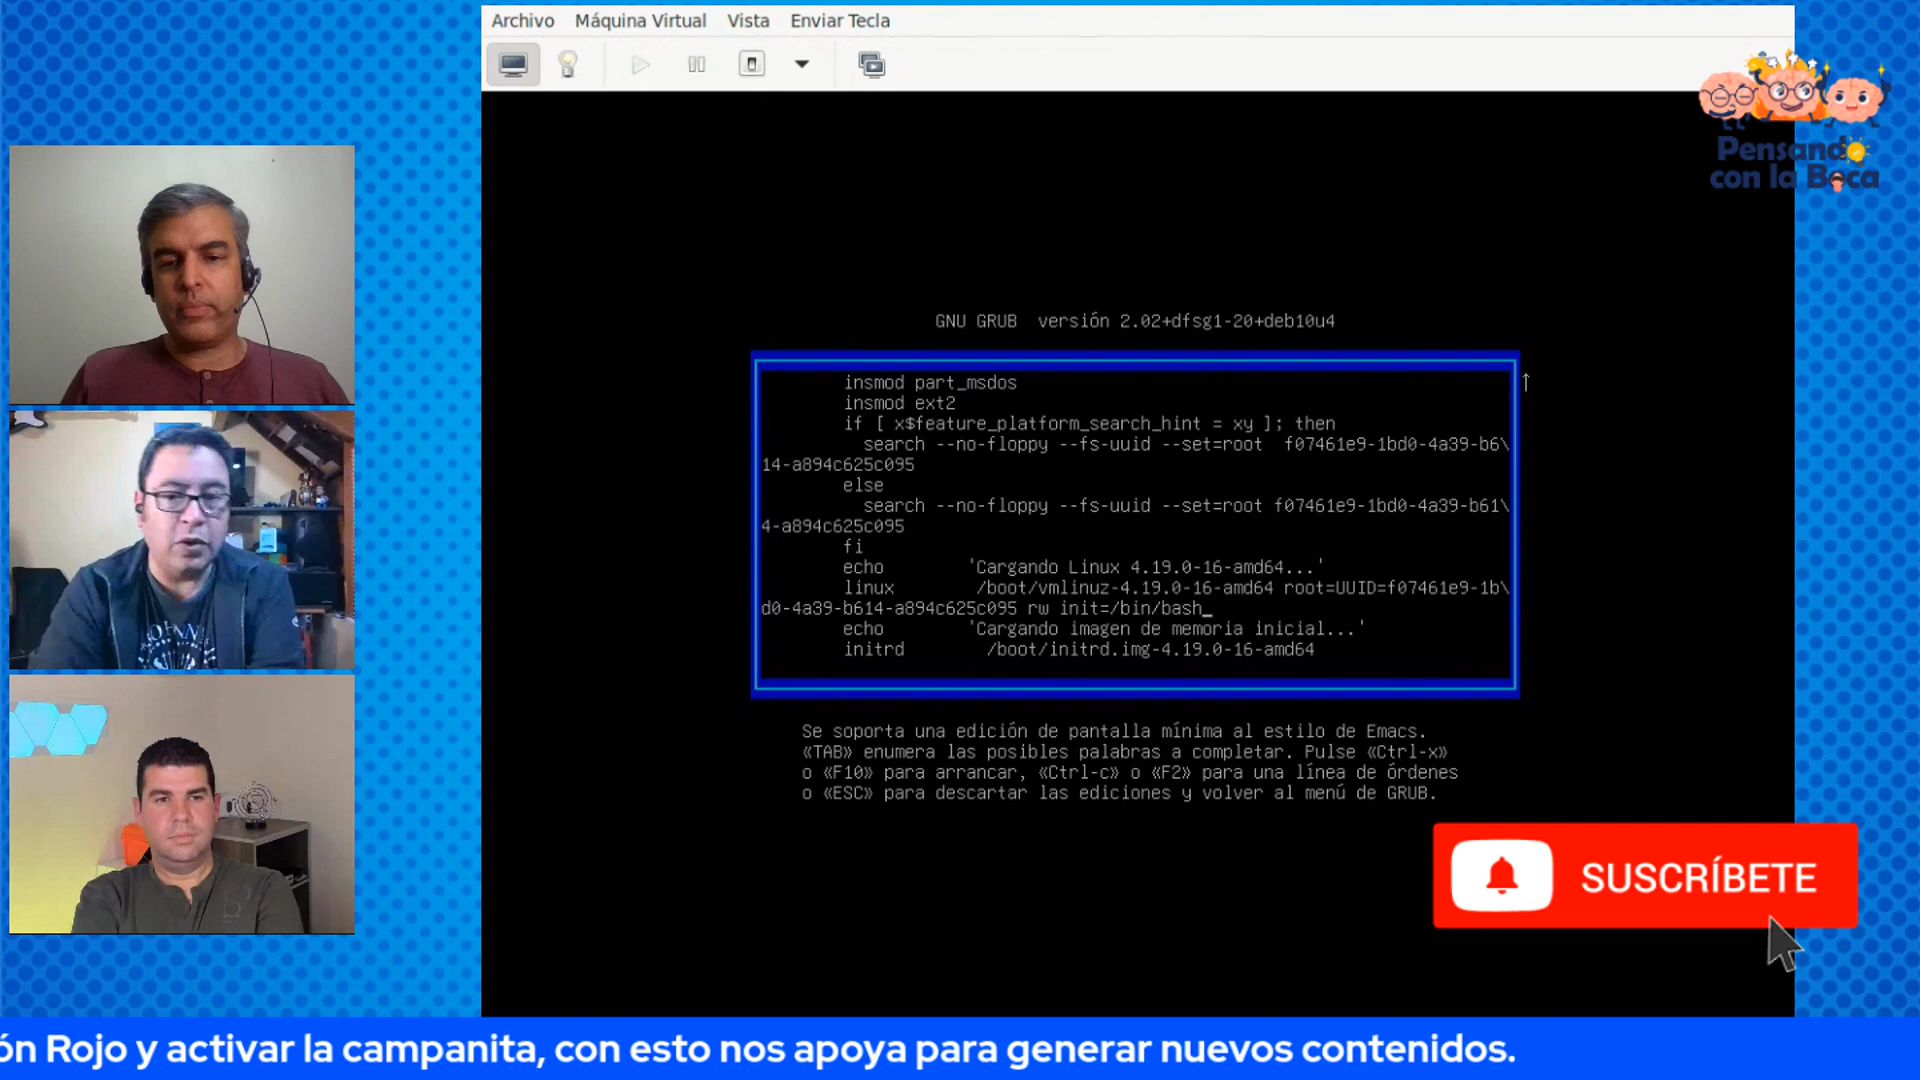 Archivo Máquina Virtual Vista Enviar Tecla
Pensando
con la Boca
GNU GRUB versión 2.02+dfsg1-20+deb10u4
insmod part_msdos
insmod ext2
if [ x$feature_platform_search_hint = xy ]; then
search --no-floppy --fs-uuid --set=root f07461e9-1bd0-4a39-b6\
14-a894c625c095
else
search --no-floppy --fs-uuid --set=root f07461e9-1bd0-4a39-b61\
4-a894c625c095
fi
echo 'Cargando Linux 4.19.0-16-amd64...'
linux /boot/vmlinuz-4.19.0-16-amd64 root=UUID=f07461e9-1b\
d0-4a39-b614-a894c625c095 rw init=/bin/bash_
echo 'Cargando imagen de memoria inicial...'
initrd /boot/initrd.img-4.19.0-16-amd64
Se soporta una edición de pantalla mínima al estilo de Emacs.
«TAB» enumera las posibles palabras a completar. Pulse «Ctrl-x»
o «F10» para arrancar, «Ctrl-c» o «F2» para una línea de órdenes
o «ESC» para descartar las ediciones y volver al menú de GRUB.
SUSCRÍBETE
ón Rojo y activar la campanita, con esto nos apoya para generar nuevos contenidos.